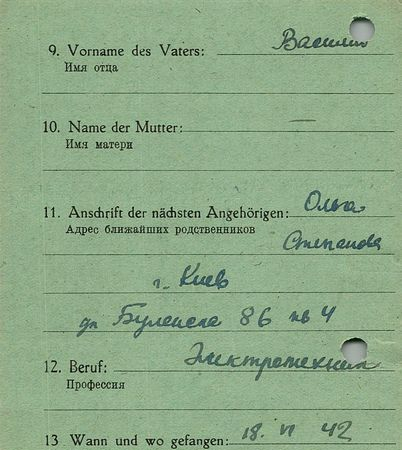 9. Vorname des Vaters: Василий
Имя отца
10. Name der Mutter:
Имя матери
11. Anschrift der nächsten Angehörigen: Ольга
Адрес ближайших родственников
Степанова
г. Киев
86 кв 4
12. Beruf: Электротехник
Профессия
13 Wann und wo gefangen: 18. VI 42